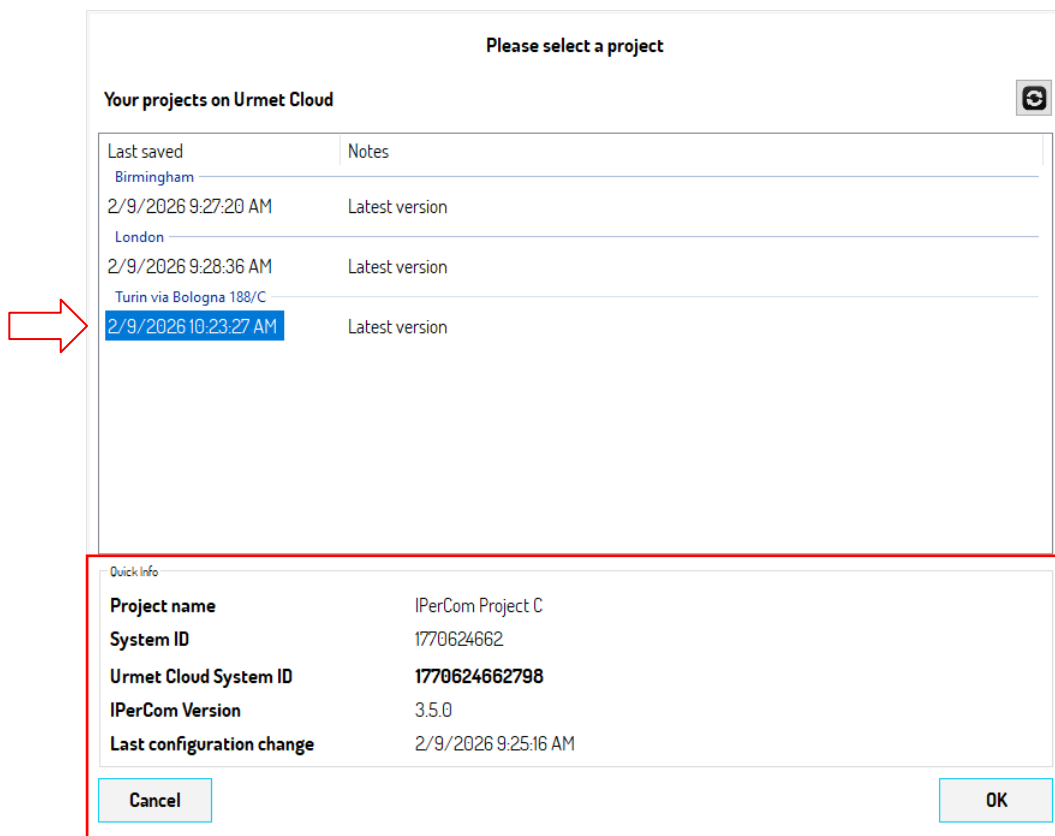 Please select a project
Your projects on Urmet Cloud
Last saved Notes
Birmingham
2/9/2026 9:27:20 AM Latest version
London
2/9/2026 9:28:36 AM Latest version
Turin via Bologna 188/C
2/9/2026 10:23:27 AM Latest version
Quick Info
Project name IPerCom Project C
System ID 1770624662
Urmet Cloud System ID 1770624662798
IPerCom Version 3.5.0
Last configuration change 2/9/2026 9:25:16 AM
Cancel OK